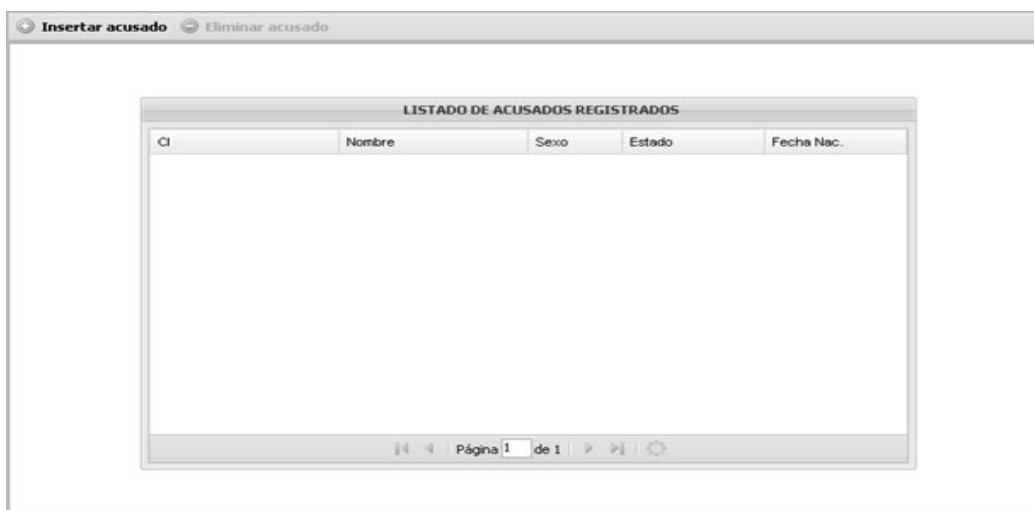 Insertar acusado Eliminar acusado
LISTADO DE ACUSADOS REGISTRADOS
CI Nombre Sexo Estado Fecha Nac.
Página 1 de 1